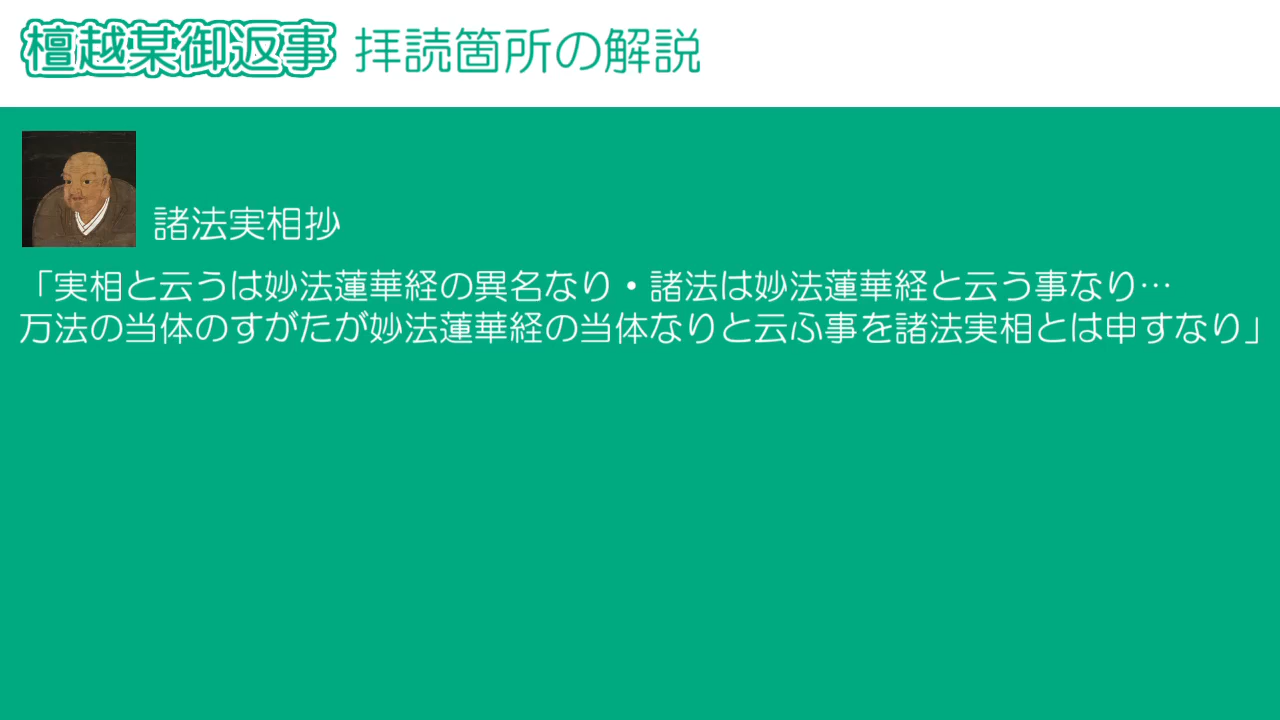 檀越某御返事 拝読箇所の解説
諸法実相抄
「実相と云うは妙法蓮華経の異名なり・諸法は妙法蓮華経と云う事なり…
万法の当体のすがたが妙法蓮華経の当体なりと云ふ事を諸法実相とは申すなり」